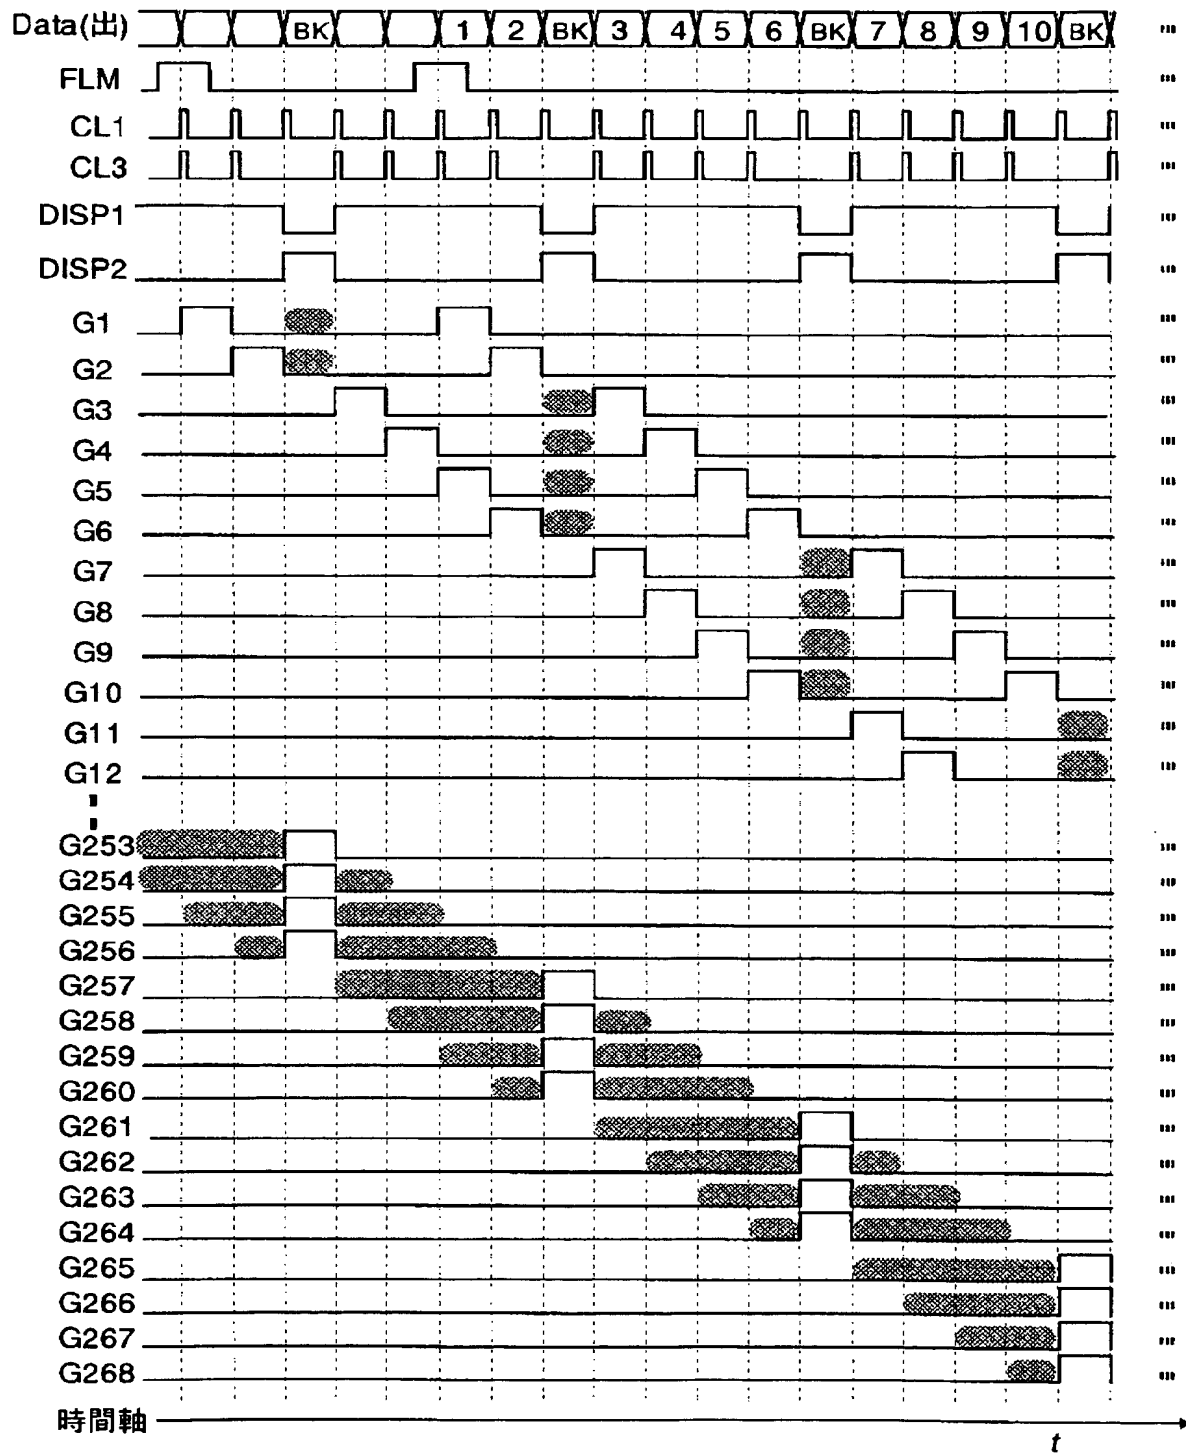 Data(出) BK 1 2 BK 3 4 5 6 BK 7 8 9 10 BK
FLM
CL1
CL3
DISP1
DISP2
G1
G2
G3
G4
G5
G6
G7
G8
G9
G10
G11
G12
G253
G254
G255
G256
G257
G258
G259
G260
G261
G262
G263
G264
G265
G266
G267
G268
時間軸
t